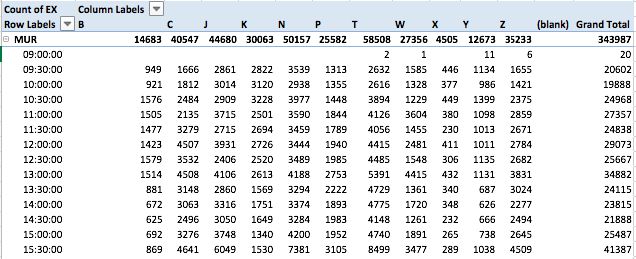 Count of EX Column Labels
Row Labels B C J K N P T W X Y Z (blank) Grand Total
MUR 14683 40547 44680 30063 50157 25582 58508 27356 4505 12673 35233 343987
09:00:00 2 1 11 6 20
09:30:00 949 1666 2861 2822 3539 1313 2632 1585 446 1134 1655 20602
10:00:00 921 1812 3014 3120 2938 1355 2616 1328 377 986 1421 19888
10:30:00 1576 2484 2909 3228 3977 1448 3894 1229 449 1399 2375 24968
11:00:00 1505 2135 3715 2501 3590 1844 4126 3604 380 1098 2859 27357
11:30:00 1477 3279 2715 2694 3459 1789 4056 1455 230 1013 2671 24838
12:00:00 1423 4507 3931 2726 3444 1940 4415 2481 411 1011 2784 29073
12:30:00 1579 3532 2406 2520 3489 1985 4485 1548 306 1135 2682 25667
13:00:00 1514 4508 4106 2613 4188 2753 5391 4415 432 1131 3831 34882
13:30:00 881 3148 2860 1569 3294 2222 4729 1361 340 687 3024 24115
14:00:00 672 3063 3316 1751 3374 1893 4775 1720 348 626 2277 23815
14:30:00 625 2496 3050 1649 3284 1983 4148 1261 232 666 2494 21888
15:00:00 692 3276 3748 1340 4200 1952 4740 1891 265 738 2645 25487
15:30:00 869 4641 6049 1530 7381 3105 8499 3477 289 1038 4509 41387